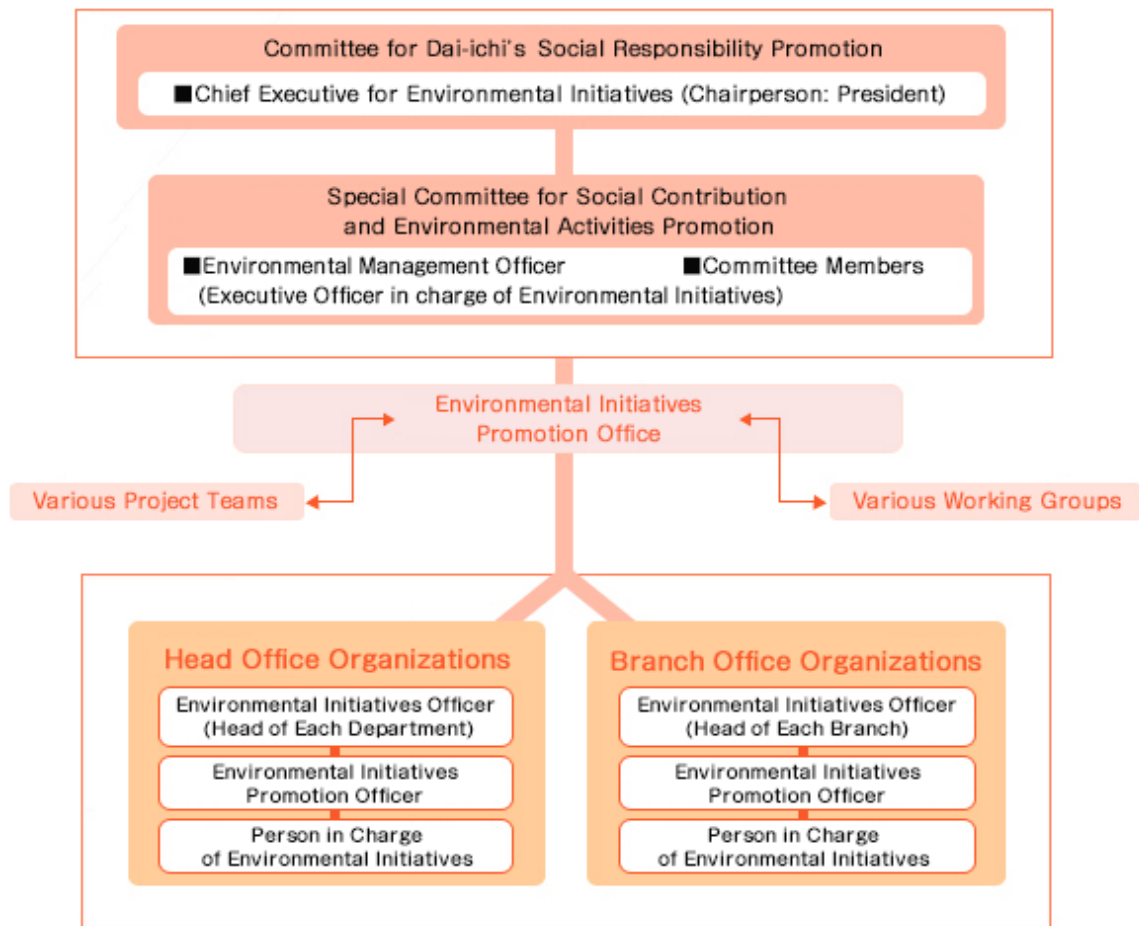 Committee for Dai-ichi's Social Responsibility Promotion
■Chief Executive for Environmental Initiatives (Chairperson: President)
Special Committee for Social Contribution
and Environmental Activities Promotion
■Environmental Management Officer ■Committee Members
(Executive Officer in charge of Environmental Initiatives)
Environmental Initiatives
Promotion Office
Various Project Teams
Various Working Groups
Head Office Organizations
Environmental Initiatives Officer
(Head of Each Department)
Environmental Initiatives
Promotion Officer
Person in Charge
of Environmental Initiatives
Branch Office Organizations
Environmental Initiatives Officer
(Head of Each Branch)
Environmental Initiatives
Promotion Officer
Person in Charge
of Environmental Initiatives